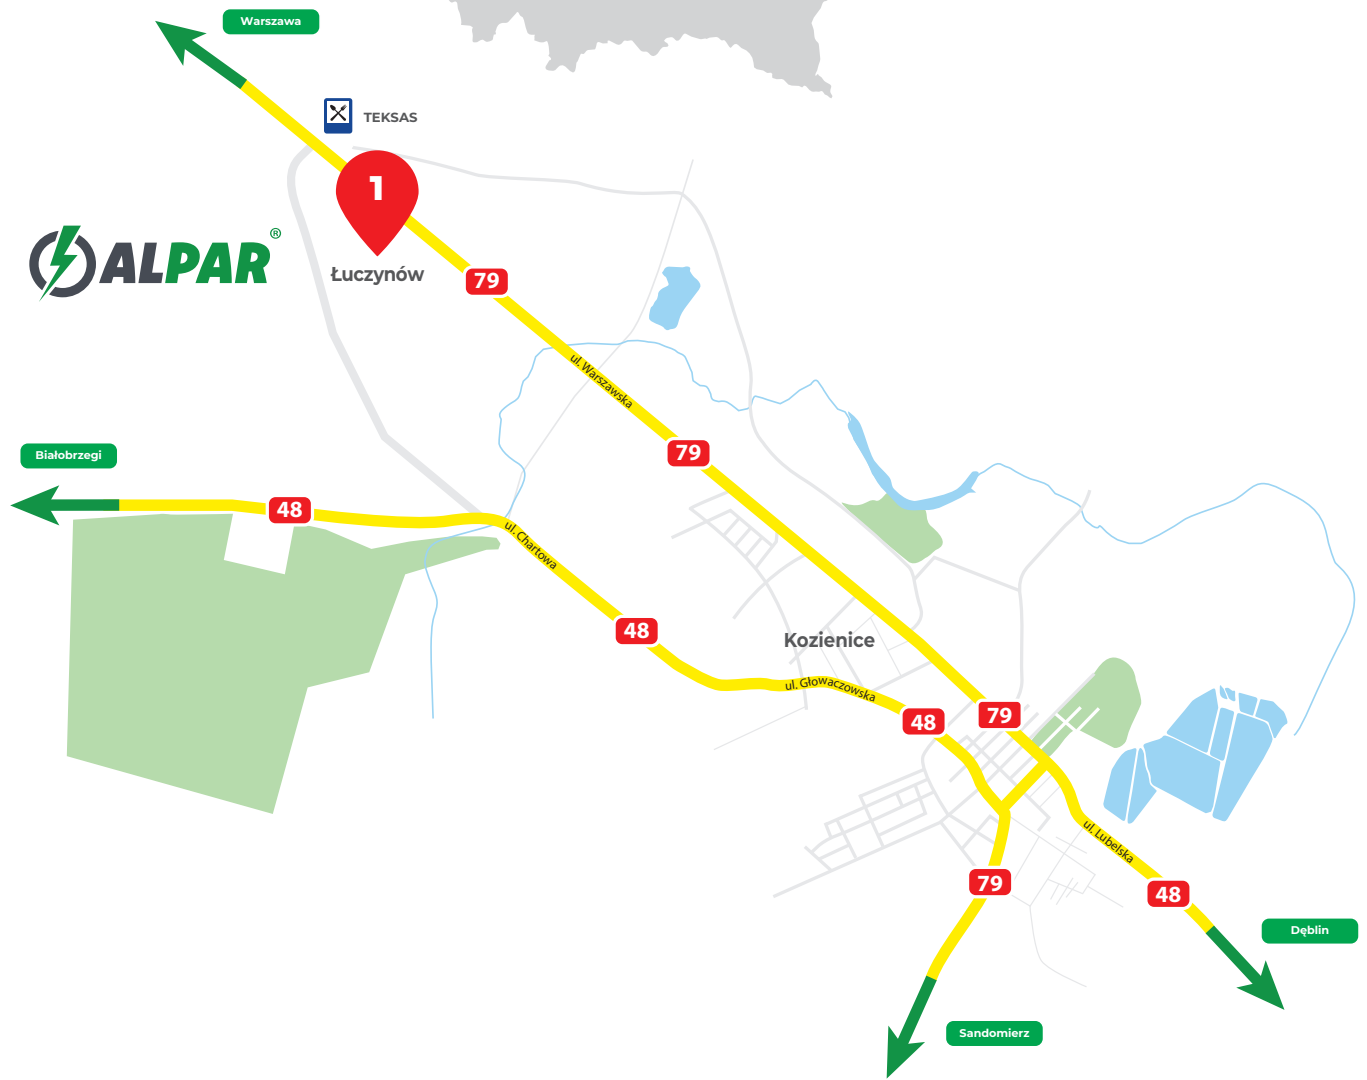 Warszawa
TEKSAS
1
ALPAR®
Łuczynów
79
ul. Warszawska
Białobrzegi
79
48
ul. Chartowa
48
Kozienice
ul. Głowaczowska
48
79
ul. Lubelska
79
48
Dęblin
Sandomierz